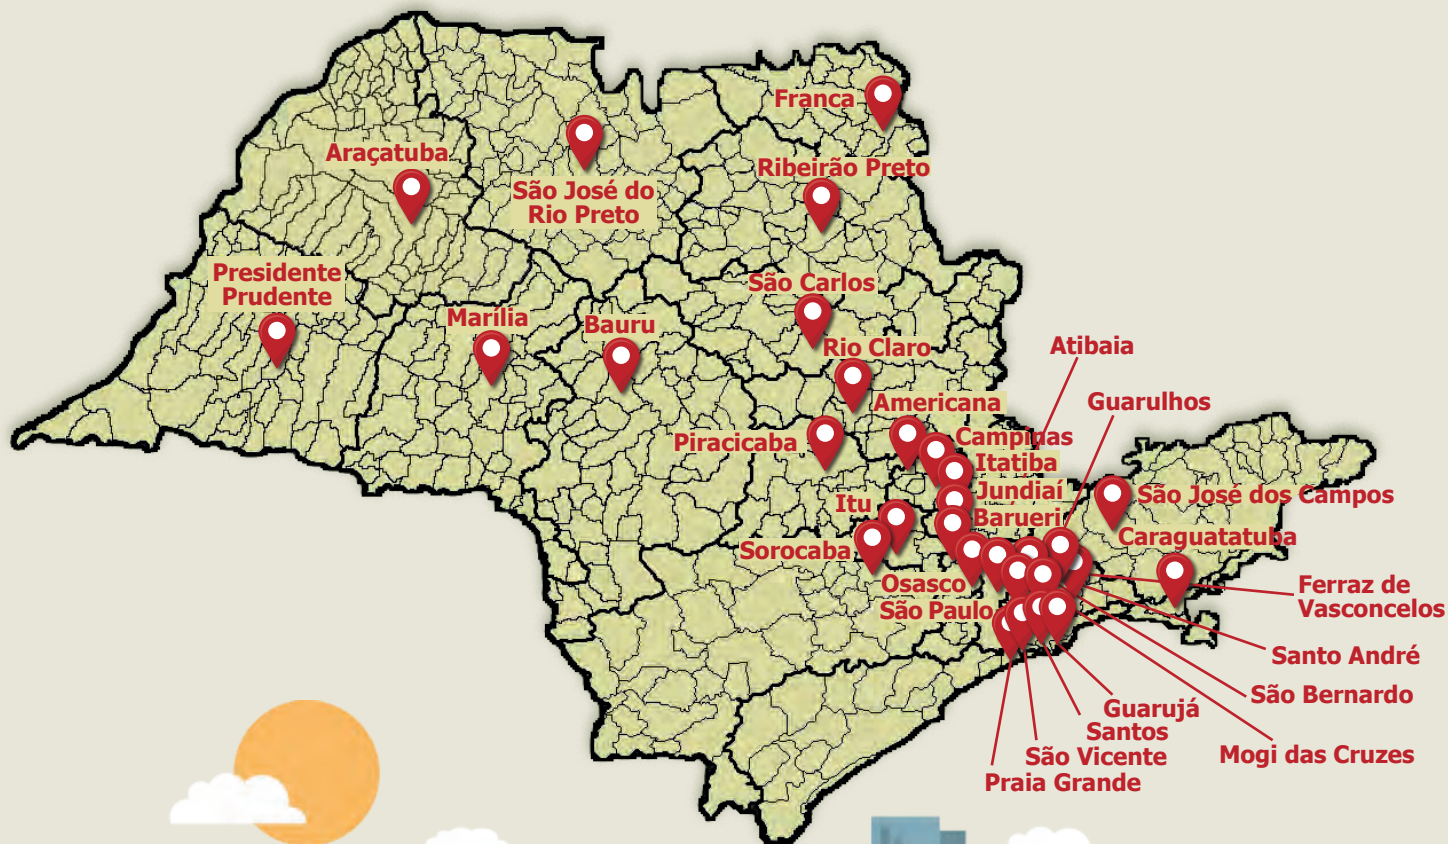 Franca
Araçatuba
Ribeirão Preto
São José do
Rio Preto
Presidente
Prudente
São Carlos
Marília
Bauru
Rio Claro
Atibaia
Americana
Guarulhos
Piracicaba
Campinas
Itatiba
Jundiaí
São José dos Campos
Itu
Barueri
Caraguatatuba
Sorocaba
Osasco
Ferraz de
Vasconcelos
São Paulo
Santo André
São Bernardo
Guarujá
Santos
São Vicente
Mogi das Cruzes
Praia Grande